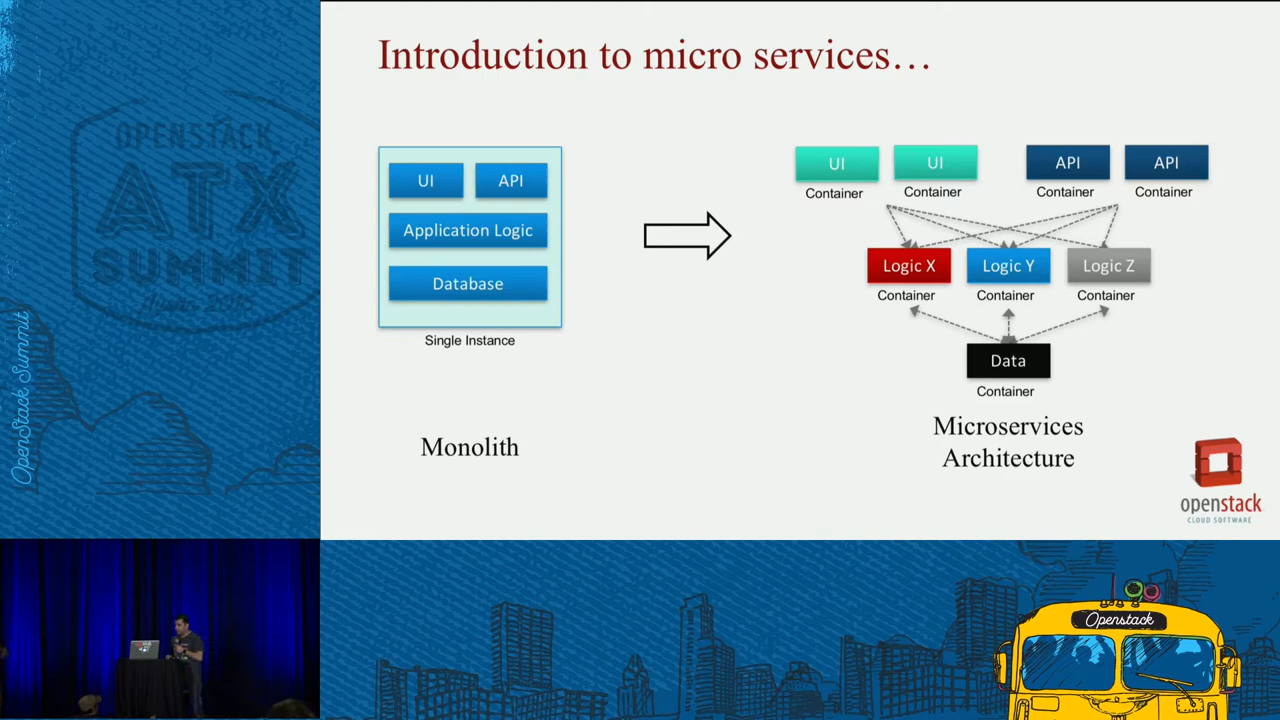 Introduction to micro services…
UI
API
Application Logic
Database
Single Instance
Monolith
UI
UI
API
API
Container
Container
Container
Container
Logic X
Logic Y
Logic Z
Container
Container
Container
Data
Container
Microservices
Architecture
openstack
CLOUD SOFTWARE
OPENSTACK
ATX
SUMMIT
OpenStack Summit
Openstack